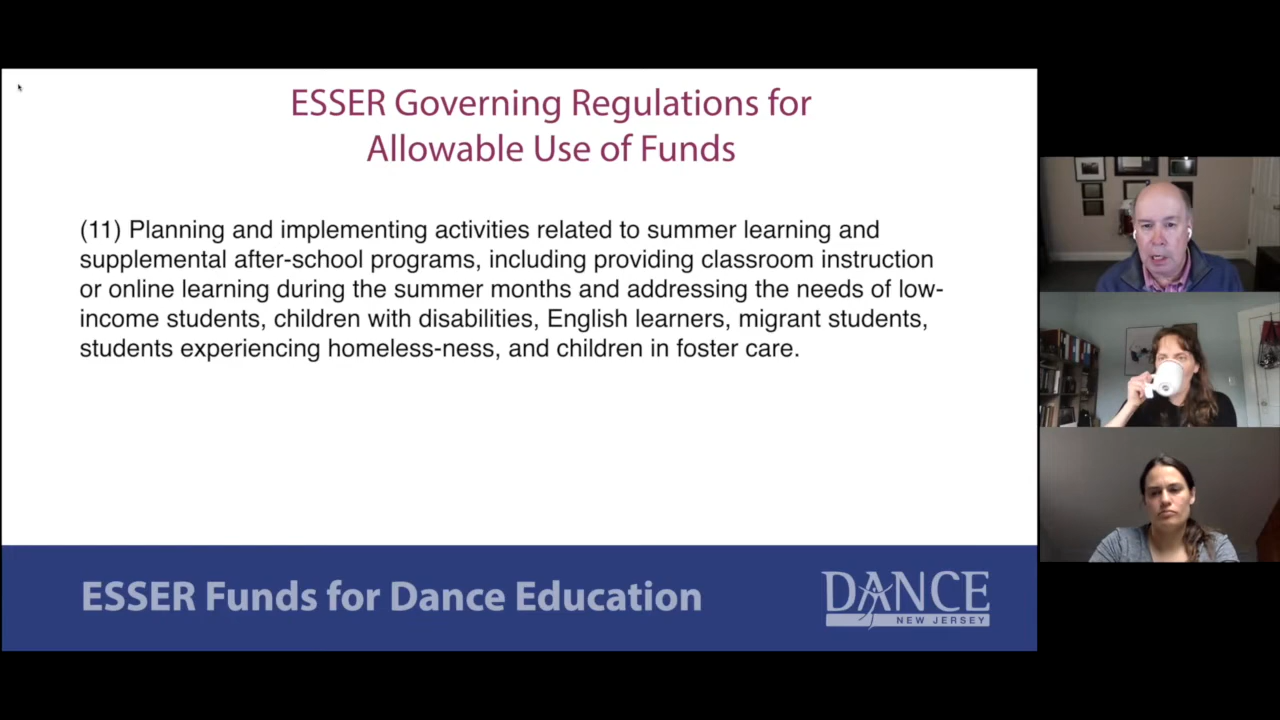 ESSER Governing Regulations for
Allowable Use of Funds
(11) Planning and implementing activities related to summer learning and
supplemental after-school programs, including providing classroom instruction
or online learning during the summer months and addressing the needs of low-
income students, children with disabilities, English learners, migrant students,
students experiencing homeless-ness, and children in foster care.
ESSER Funds for Dance Education
DANCE
NEW JERSEY